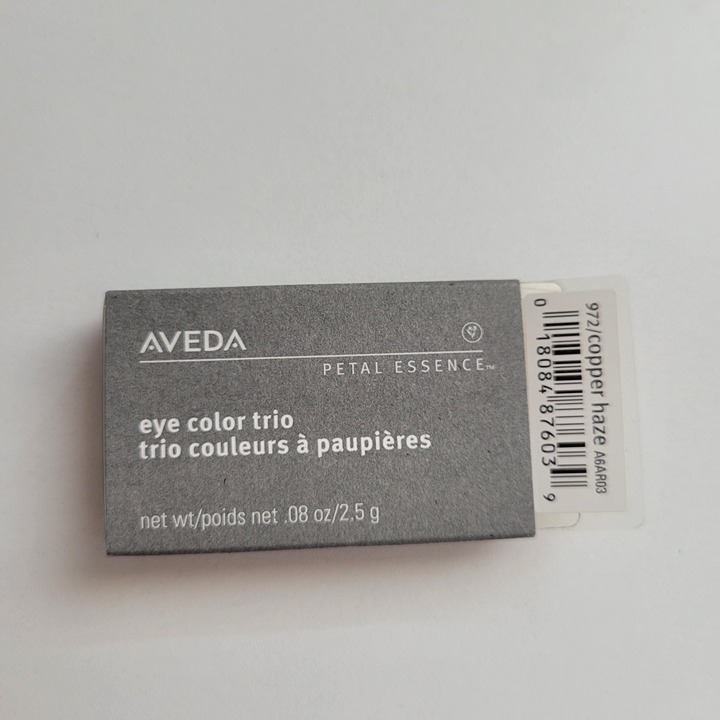 AVEDA
PETAL ESSENCE™
eye color trio
trio couleurs à paupières
net wt/poids net .08 oz/2.5 g
972/copper haze A6AR03
0 18084 87603 9